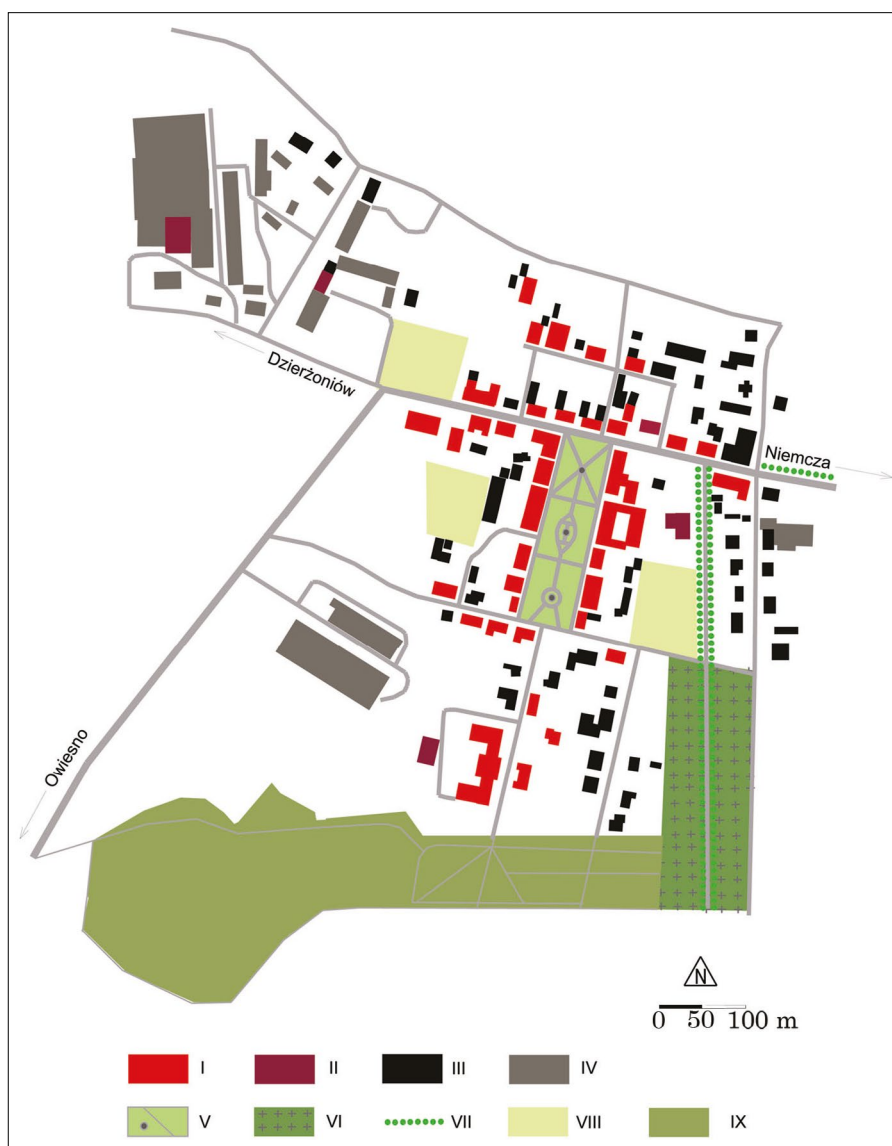 Dzierżoniów
Niemcza
Owiesno
N
0 50 100 m
I II III IV
V VI VII VIII IX